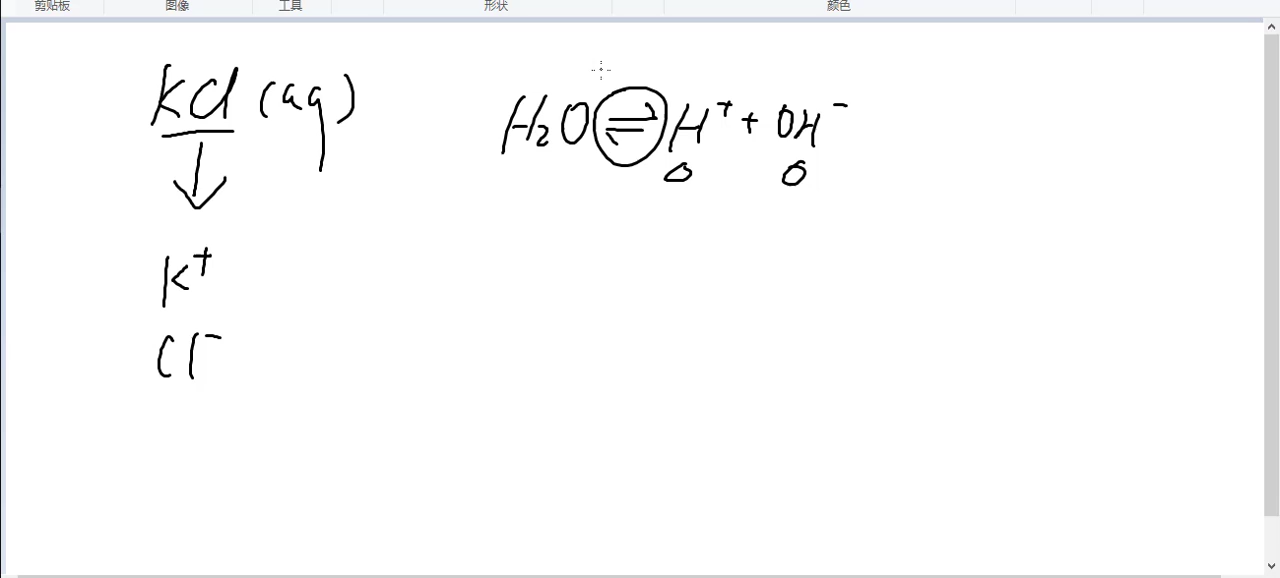 剪贴板 图像 工具 形状 颜色
KCl (aq)
H₂O ⇌ H⁺ + OH⁻
K⁺
Cl⁻